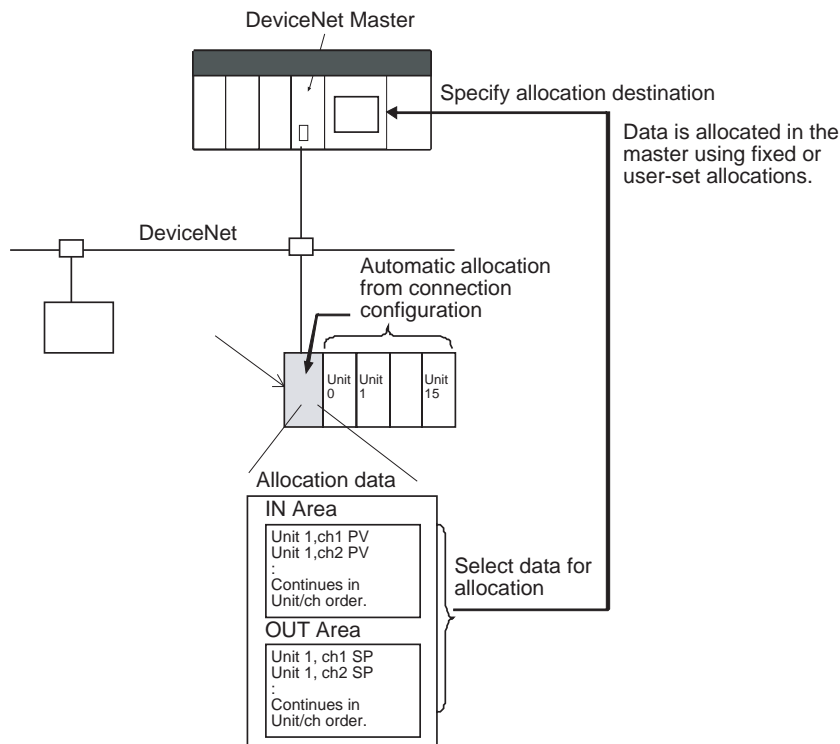 DeviceNet Master
Specify allocation destination
Data is allocated in the
master using fixed or
user-set allocations.
DeviceNet
Automatic allocation
from connection
configuration
Unit
0
Unit
1
Unit
15
Allocation data
IN Area
Unit 1,ch1 PV
Unit 1,ch2 PV
:
Continues in
Unit/ch order.
Select data for
allocation
OUT Area
Unit 1, ch1 SP
Unit 1, ch2 SP
:
Continues in
Unit/ch order.